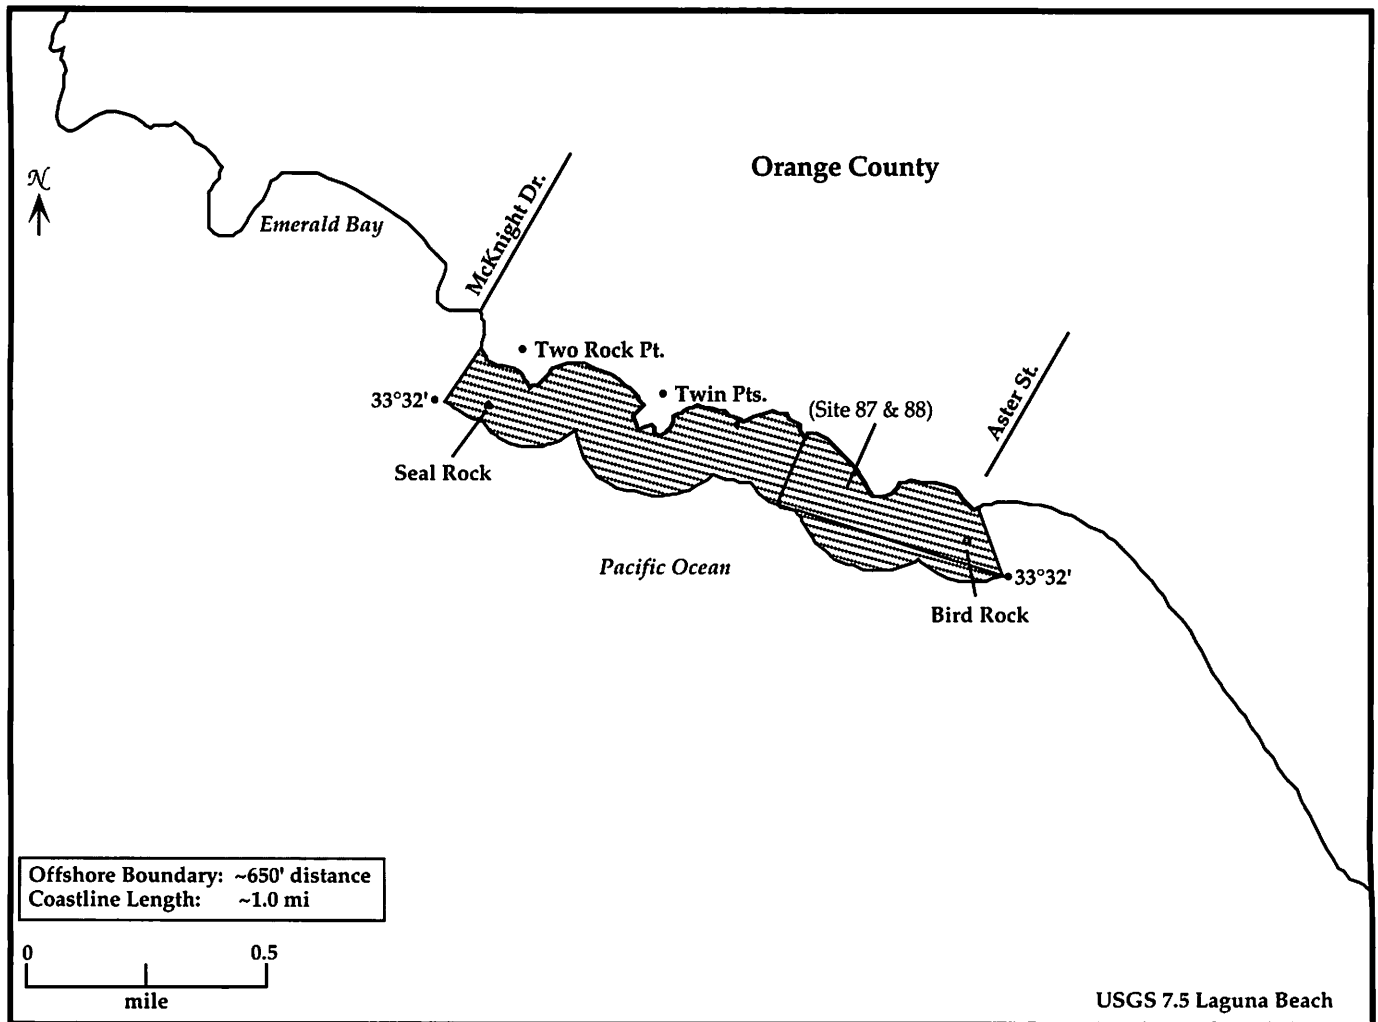 Orange County
N
Emerald Bay
McKnight Dr.
Two Rock Pt.
Aster St.
Twin Pts.
33°32'
(Site 87 & 88)
Seal Rock
Pacific Ocean
33°32'
Bird Rock
Offshore Boundary: ~650' distance
Coastline Length: ~1.0 mi
0 0.5
mile
USGS 7.5 Laguna Beach